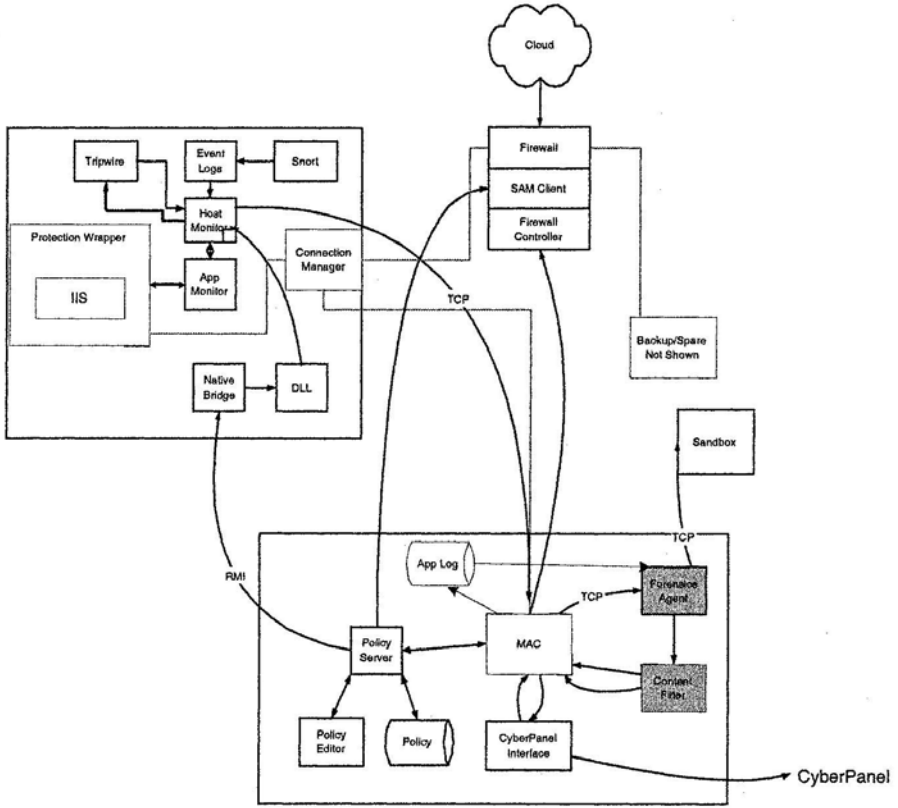 Cloud
Firewall
SAM Client
Firewall
Controller
Tripwire
Event
Logs
Snort
Host
Monitor
Protection Wrapper
IIS
App
Monitor
Connection
Manager
TCP
Backup/Spare
Not Shown
Native
Bridge
DLL
Sandbox
TCP
RMI
App Log
TCP
Forensics
Agent
Policy
Server
MAC
Content
Filter
Policy
Editor
Policy
CyberPanel
Interface
CyberPanel